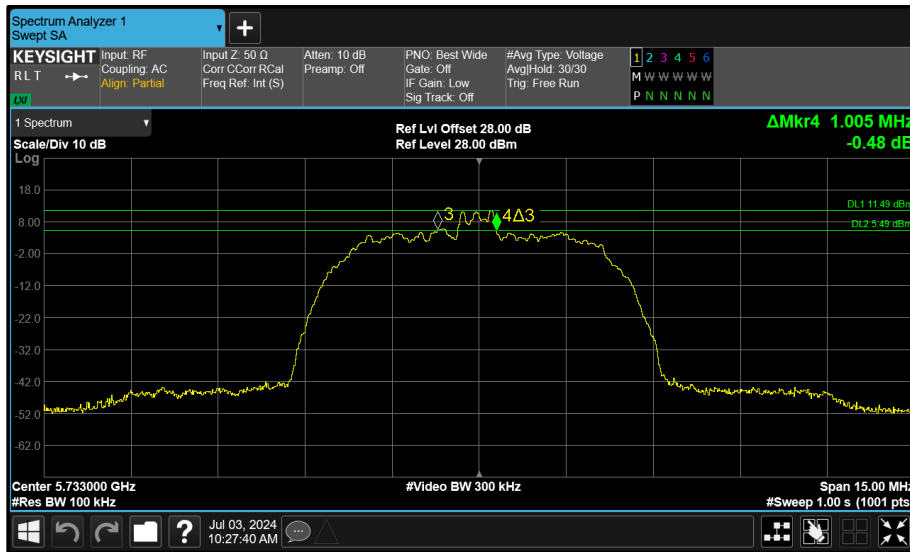 Spectrum Analyzer 1
Swept SA
+
KEYSIGHT
RLT
LXI
Input: RF
Coupling: AC
Align: Partial
Input Z: 50 Ω
Corr CCorr RCal
Freq Ref: Int (S)
Atten: 10 dB
Preamp: Off
PNO: Best Wide
Gate: Off
IF Gain: Low
Sig Track: Off
#Avg Type: Voltage
Avg|Hold: 30/30
Trig: Free Run
1 2 3 4 5 6
M W W W W W
P N N N N N
1 Spectrum
Scale/Div 10 dB
Log
Ref Lvl Offset 28.00 dB
Ref Level 28.00 dBm
ΔMkr4 1.005 MHz
-0.48 dB
18.0
DL1 11.49 dBm
3
4Δ3
8.00
DL2 5.49 dBm
-2.00
-12.0
-22.0
-32.0
-42.0
-52.0
-62.0
Center 5.733000 GHz
#Video BW 300 kHz
Span 15.00 MHz
#Res BW 100 kHz
#Sweep 1.00 s (1001 pts
?
Jul 03, 2024
10:27:40 AM